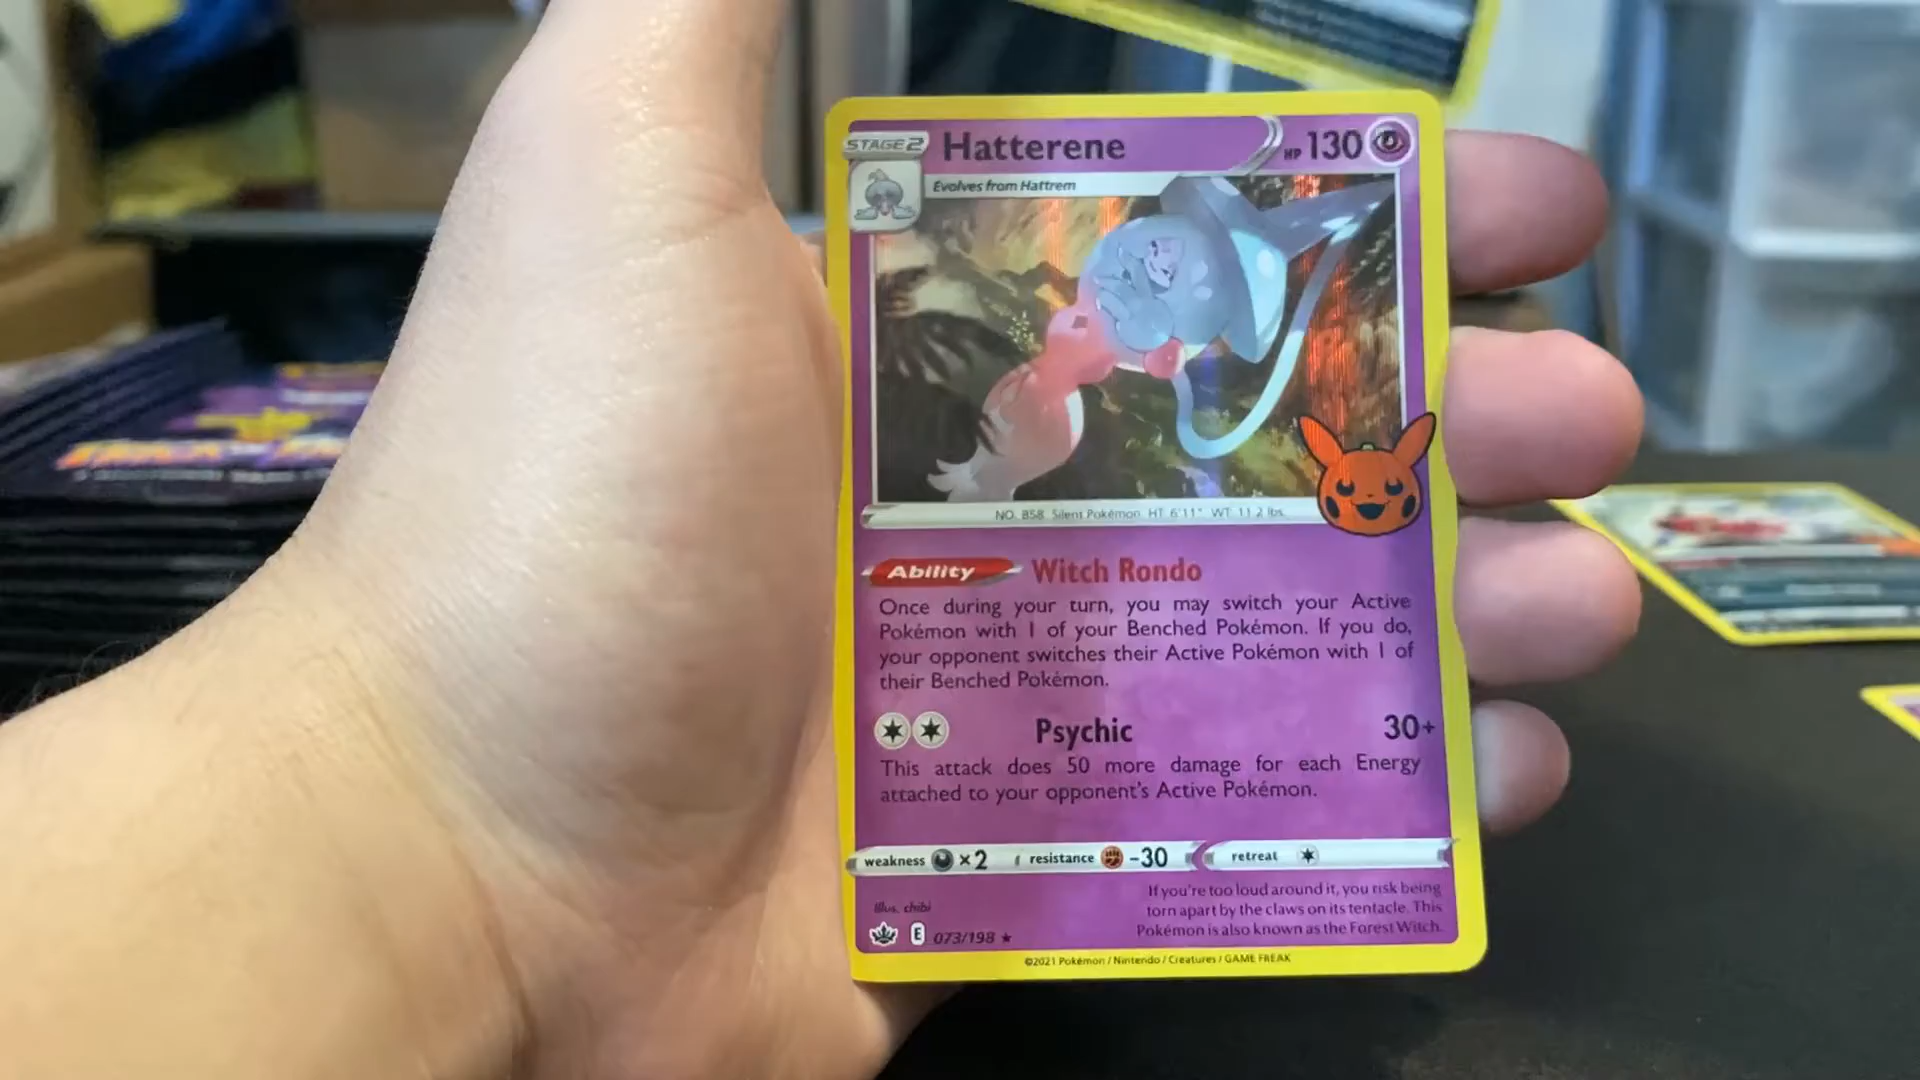 STAGE 2
Hatterene
HP 130
Evolves from Hattrem
NO. 858 Silent Pokémon HT: 6'11" WT: 11.2 lbs.
Ability Witch Rondo
Once during your turn, you may switch your Active
Pokémon with 1 of your Benched Pokémon. If you do,
your opponent switches their Active Pokémon with 1 of
their Benched Pokémon.
Psychic 30+
This attack does 50 more damage for each Energy
attached to your opponent's Active Pokémon.
weakness ×2 resistance -30 retreat
If you're too loud around it, you risk being
torn apart by the claws on its tentacle. This
Pokémon is also known as the Forest Witch.
Illus. chibi
E 073/198 ★
©2021 Pokémon / Nintendo / Creatures / GAME FREAK